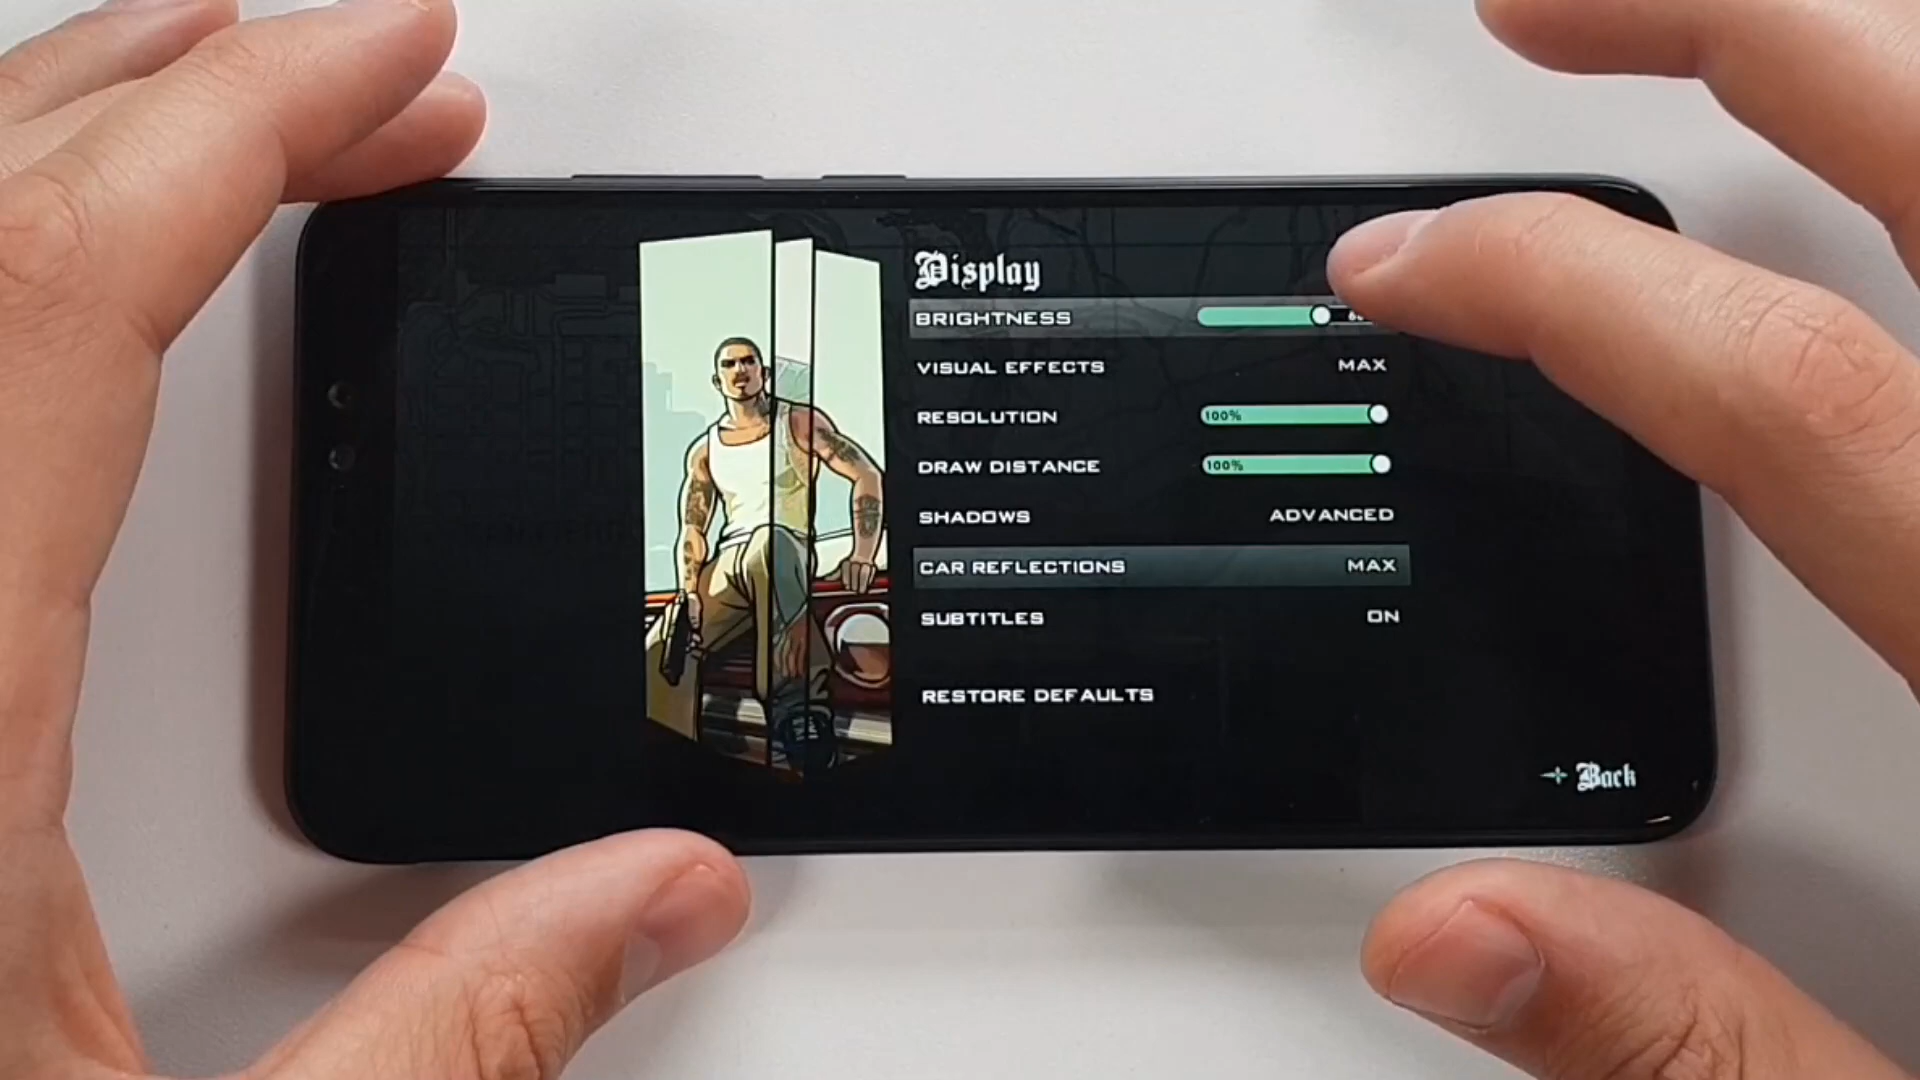 Display
BRIGHTNESS
VISUAL EFFECTS MAX
RESOLUTION 100%
DRAW DISTANCE 100%
SHADOWS ADVANCED
CAR REFLECTIONS MAX
SUBTITLES ON
RESTORE DEFAULTS
Back